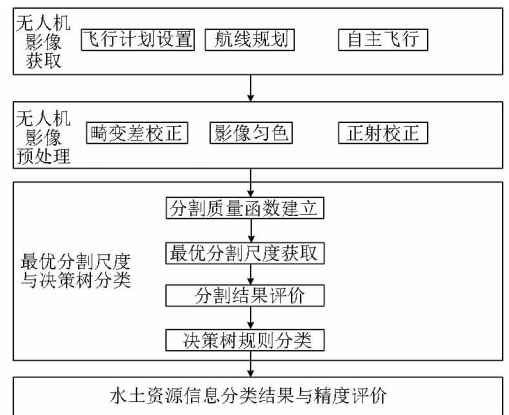 无人机
影像
获取
飞行计划设置 航线规划 自主飞行
无人机
影像
预处理
畸变差校正 影像匀色 正射校正
最优分割尺度
与决策树分类
分割质量函数建立
最优分割尺度获取
分割结果评价
决策树规则分类
水土资源信息分类结果与精度评价